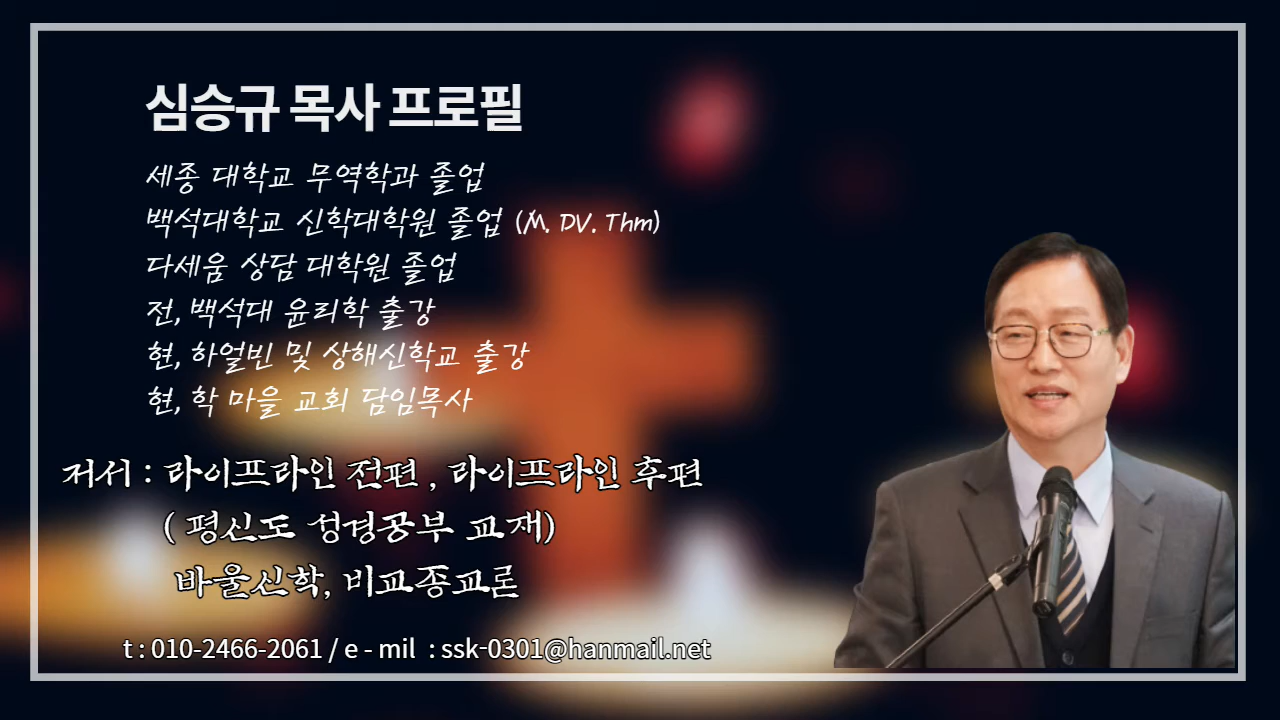 심승규 목사 프로필
세종 대학교 무역학과 졸업
백석대학교 신학대학원 졸업 (M. DV. Thm)
다세움 상담 대학원 졸업
전, 백석대 윤리학 출강
현, 하얼빈 및 상해신학교 출강
현, 학 마을 교회 담임목사
저서 : 라이프라인 전편 , 라이프라인 후편
( 평신도 성경공부 교재)
바울신학, 비교종교론
t : 010-2466-2061 / e - mil : ssk-0301@hanmail.net